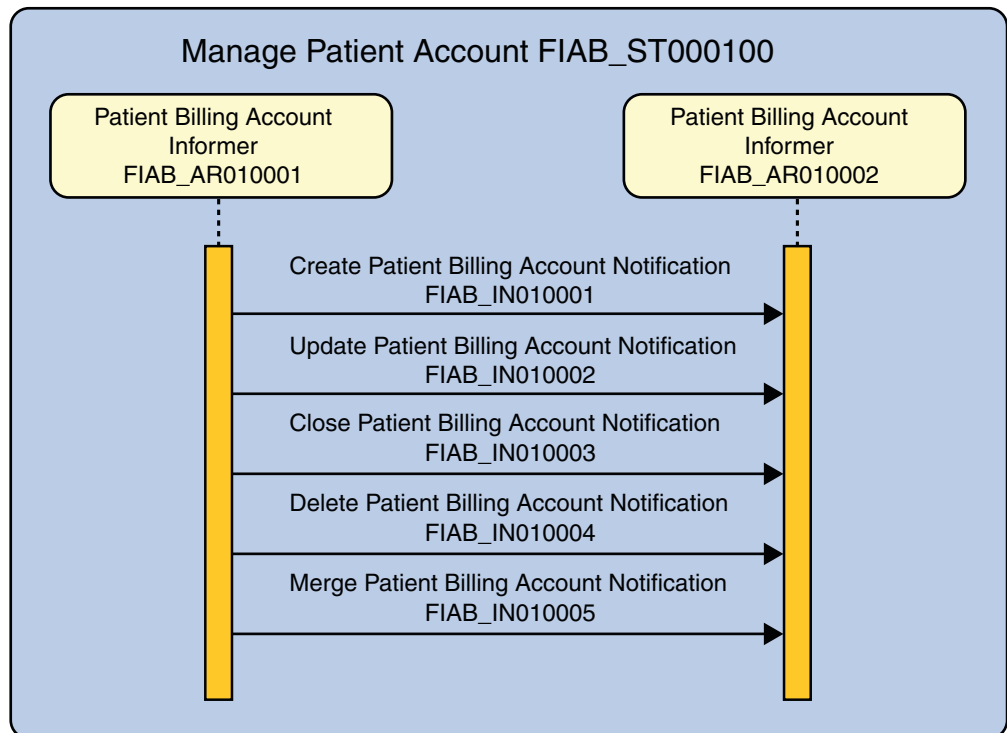 Manage Patient Account FIAB_ST000100
Patient Billing Account
Informer
FIAB_AR010001
Patient Billing Account
Informer
FIAB_AR010002
Create Patient Billing Account Notification
FIAB_IN010001
Update Patient Billing Account Notification
FIAB_IN010002
Close Patient Billing Account Notification
FIAB_IN010003
Delete Patient Billing Account Notification
FIAB_IN010004
Merge Patient Billing Account Notification
FIAB_IN010005